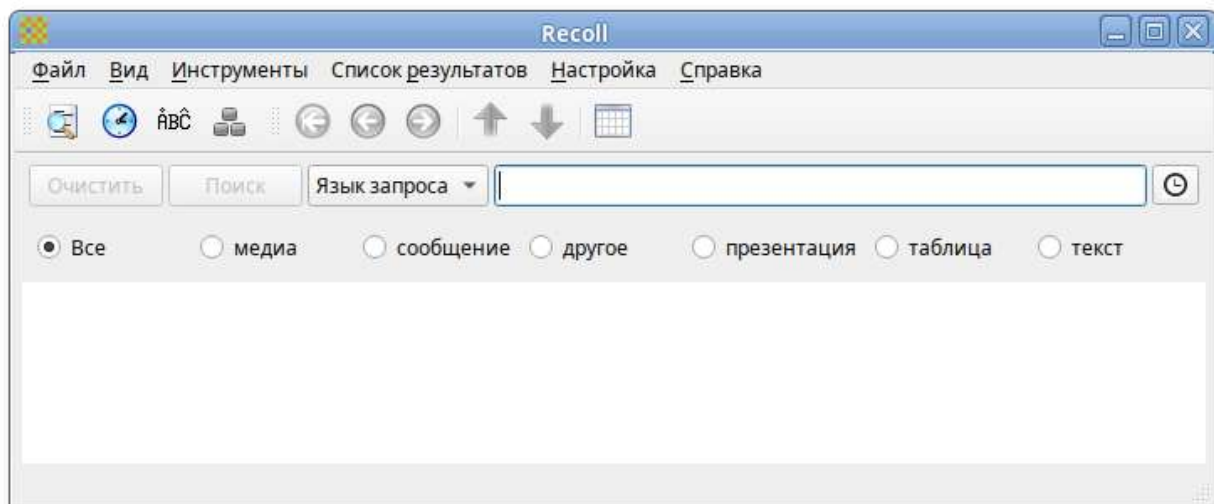 Recoll
Файл Вид Инструменты Список результатов Настройка Справка
ÅBĈ
Очистить Поиск Язык запроса
Все медиа сообщение другое презентация таблица текст